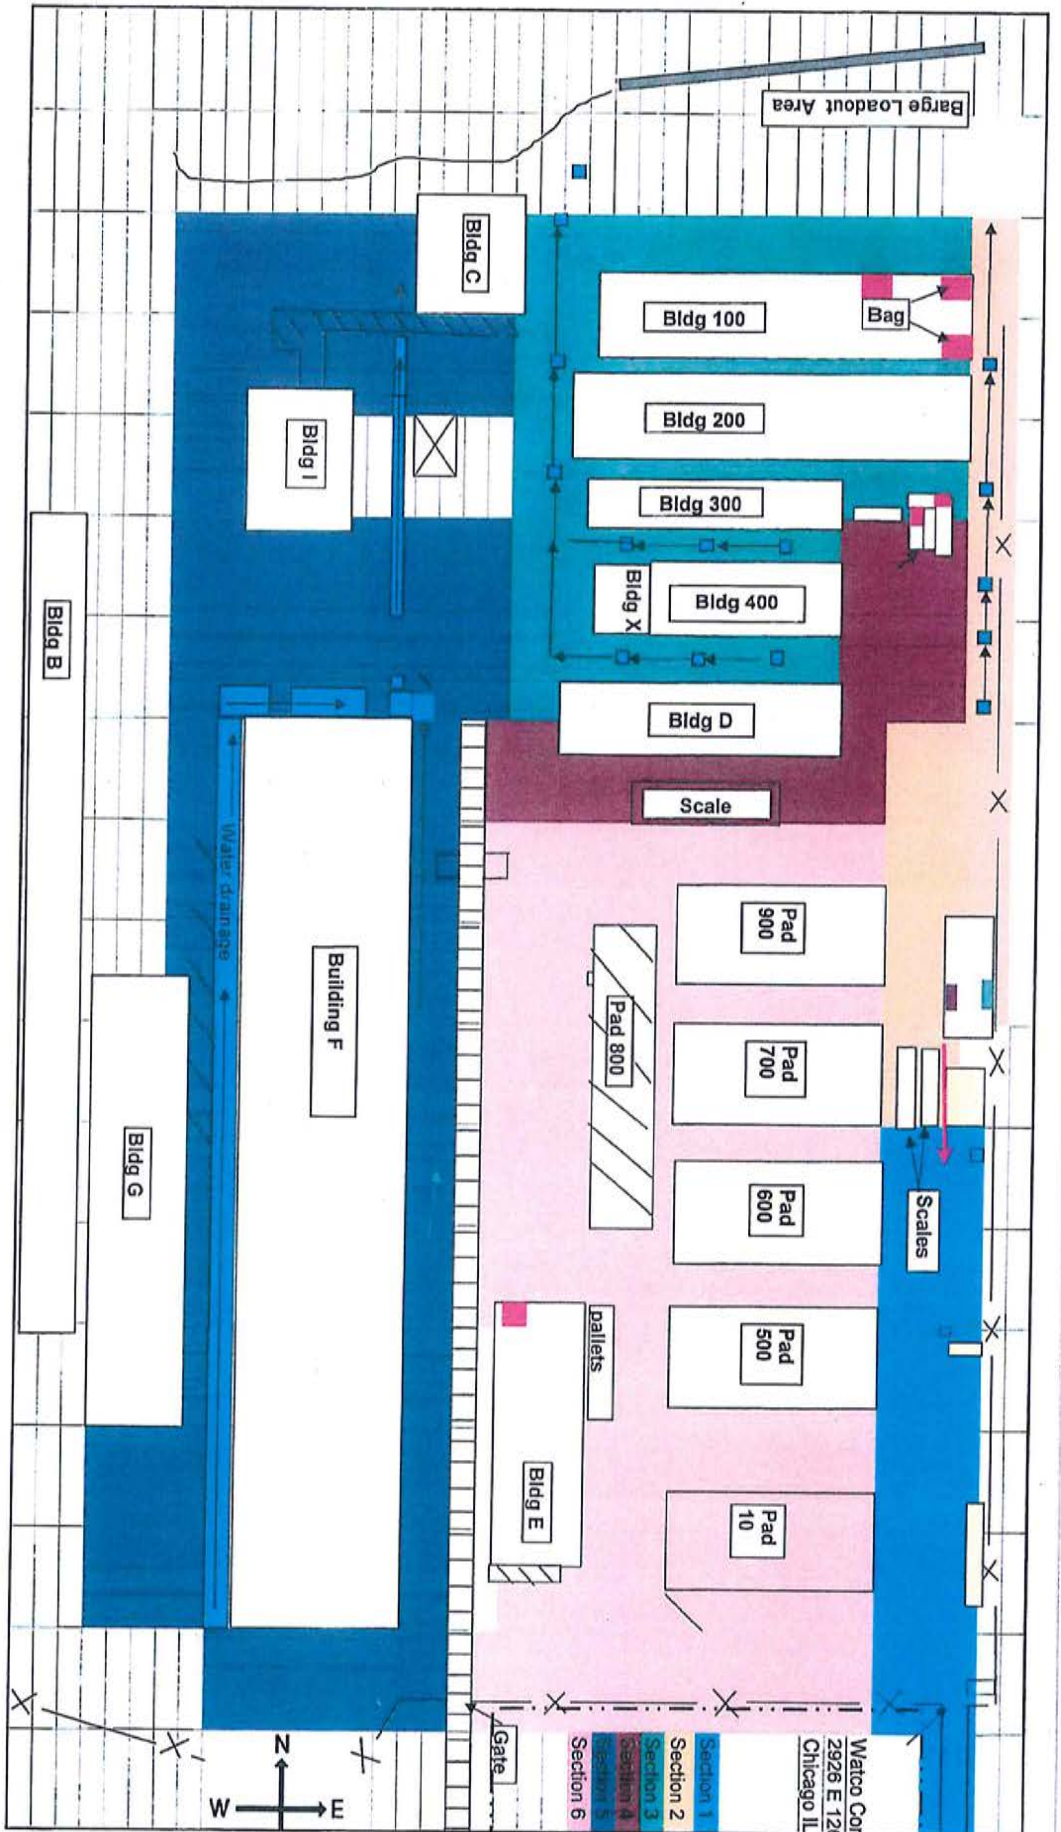 Barge Loadout Area
Bldg C
Bldg 100
Bag
Bldg 200
Bldg I
Bldg 300
Bldg X
Bldg 400
Bldg B
Bldg D
Scale
Water drainage
Building F
Pad
900
Pad 800
Pad
700
Bldg G
Pad
600
Scales
pallets
Pad
500
Bldg E
Pad
10
Gate
N
W
E
Section 1
Section 2
Section 3
Section 4
Section 5
Section 6
Watco Cor
2926 E 126
Chicago IL